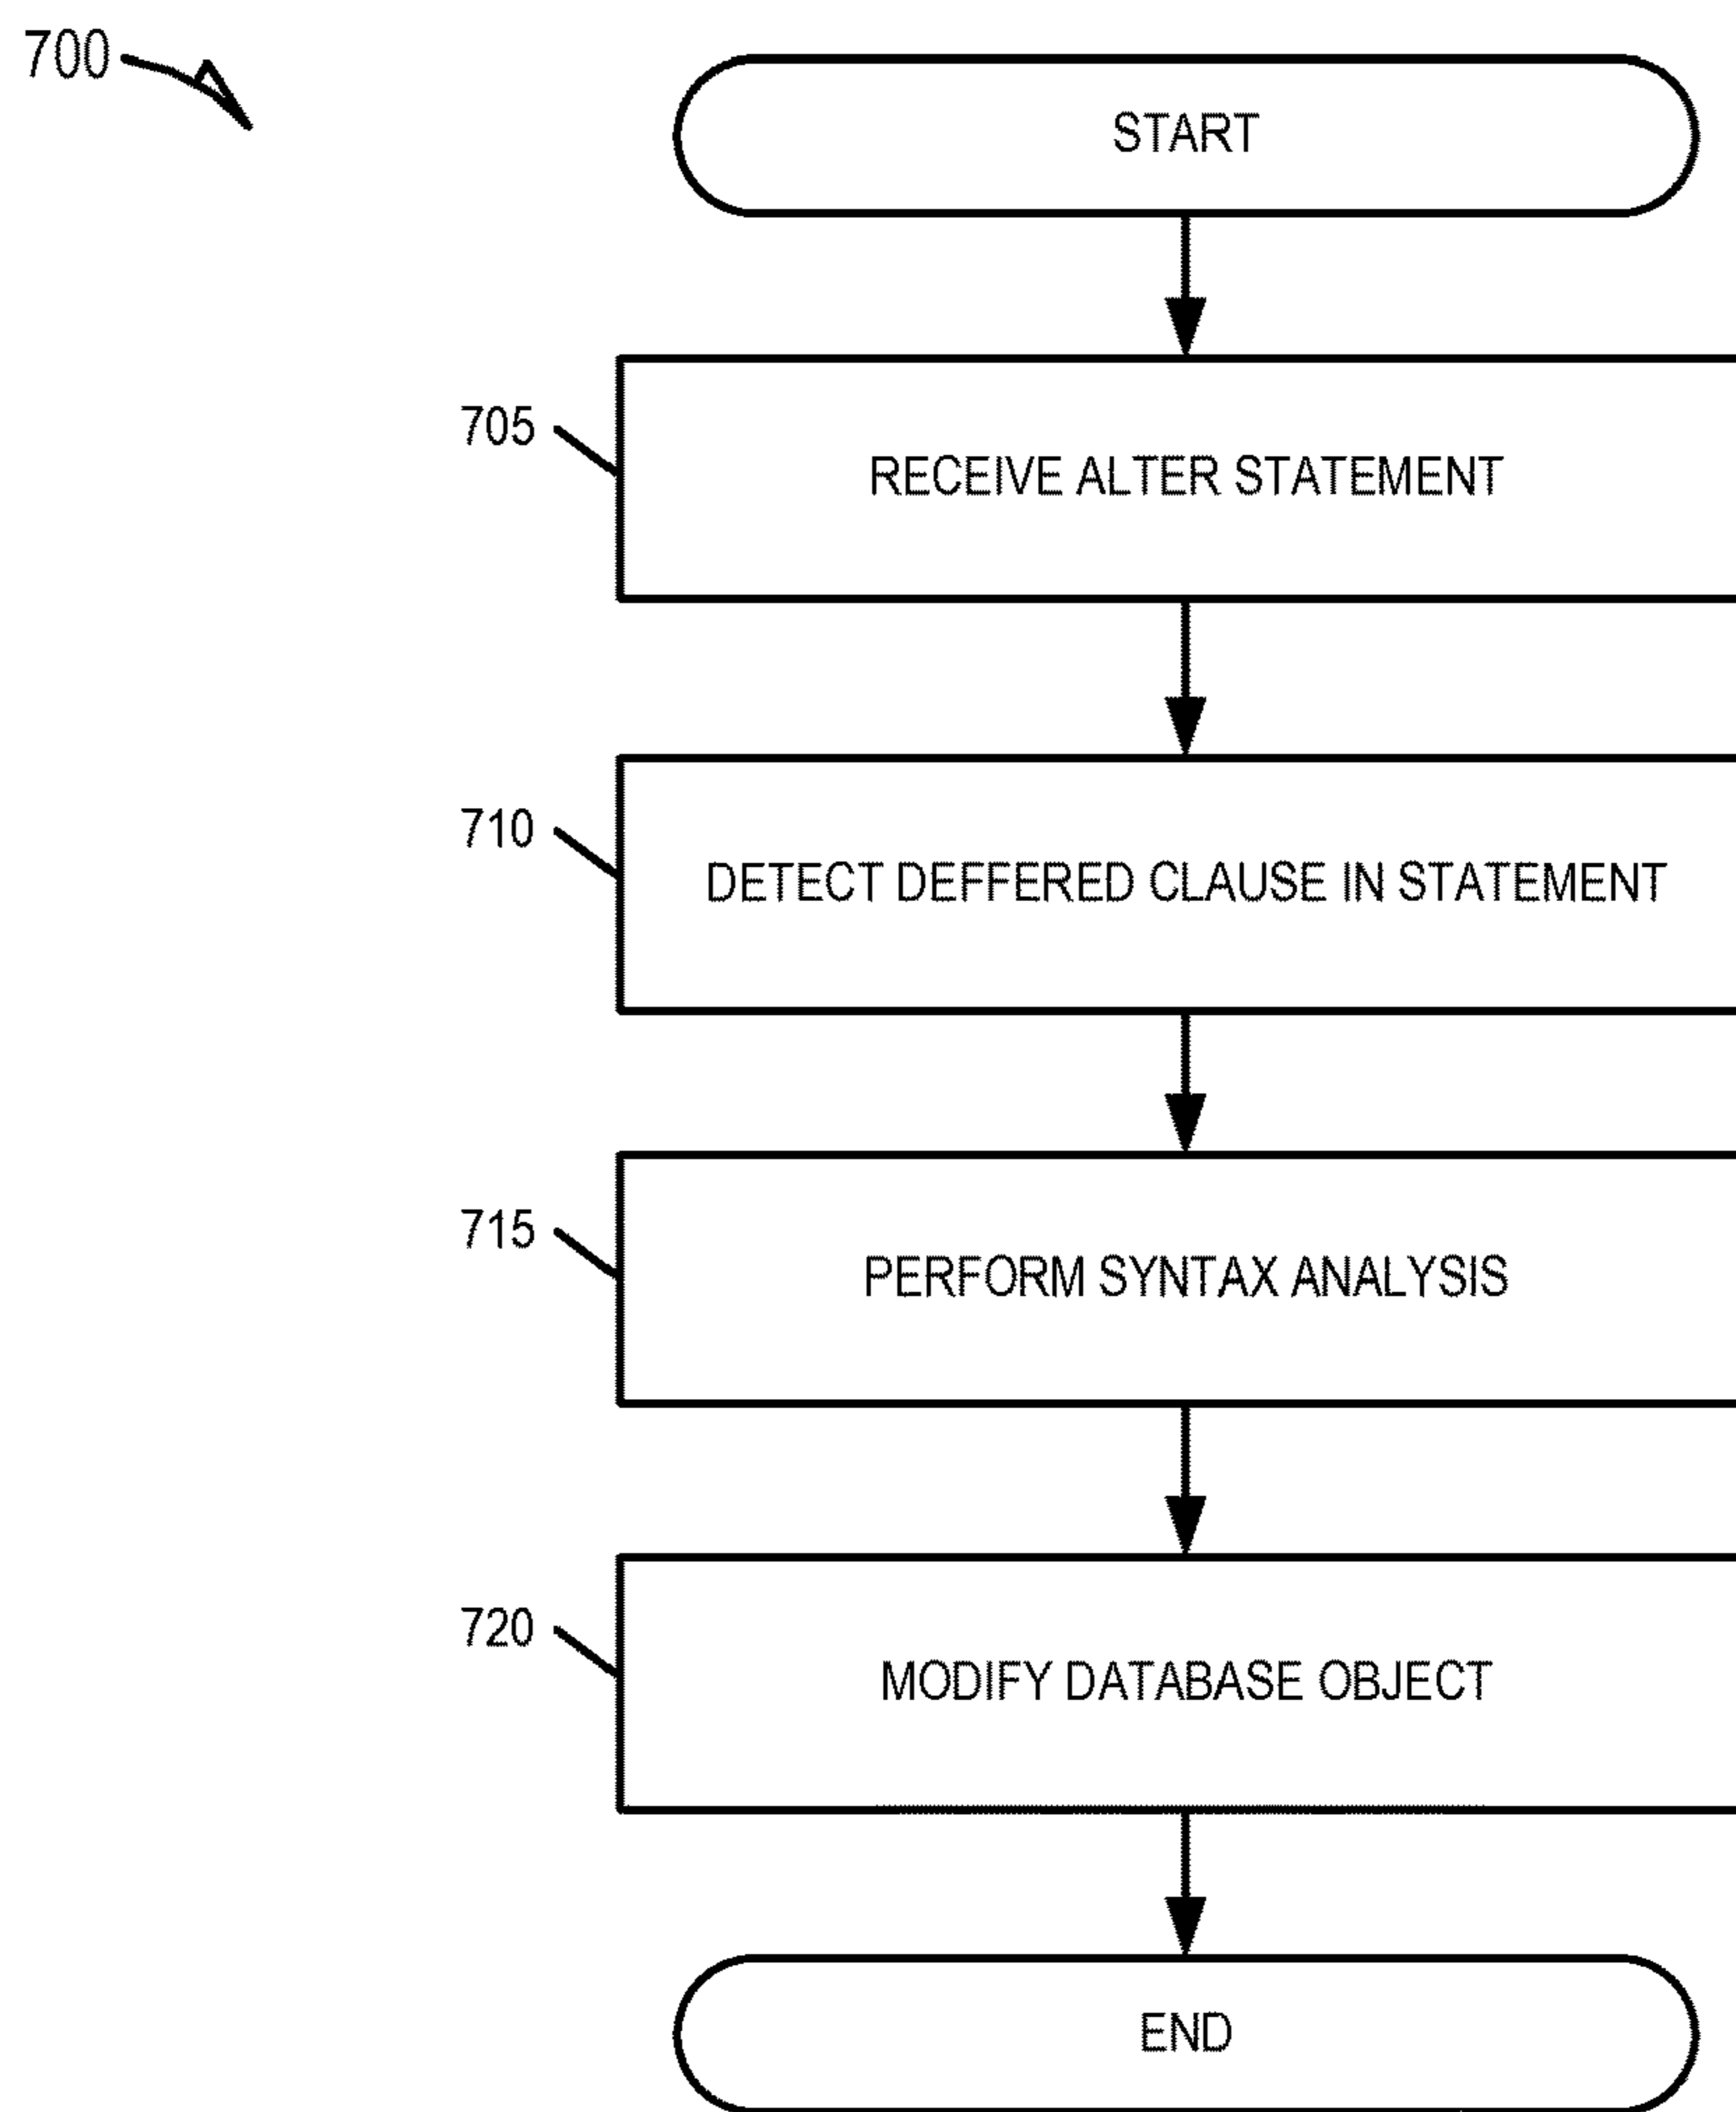 700
START
705
RECEIVE ALTER STATEMENT
710
DETECT DEFFERED CLAUSE IN STATEMENT
715
PERFORM SYNTAX ANALYSIS
720
MODIFY DATABASE OBJECT
END